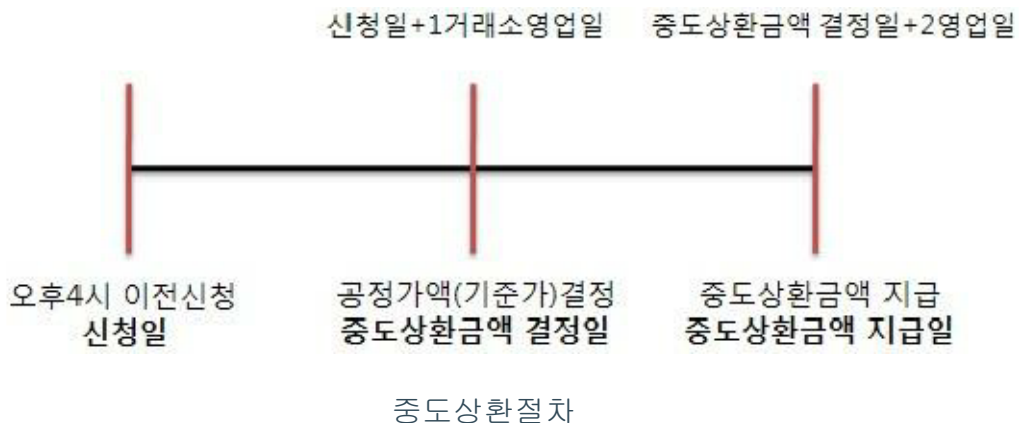 신청일+1거래소영업일
중도상환금액 결정일+2영업일
오후4시 이전신청
신청일
공정가액(기준가)결정
중도상환금액 결정일
중도상환금액 지급
중도상환금액 지급일
중도상환절차